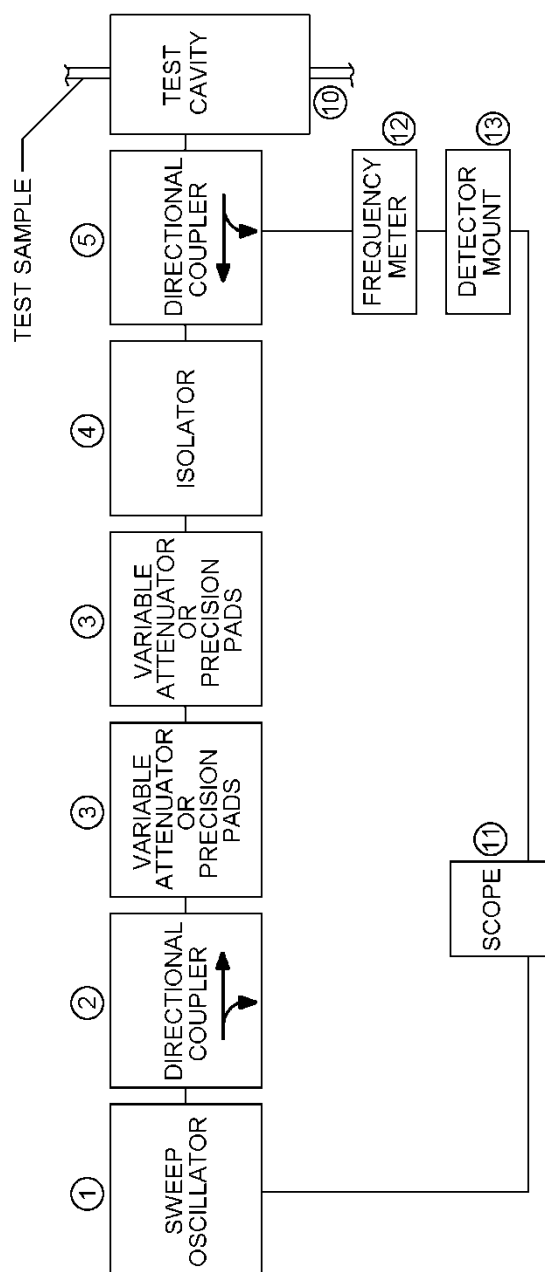 TEST SAMPLE
1
SWEEP
OSCILLATOR
2
DIRECTIONAL
COUPLER
3
VARIABLE
ATTENUATOR
OR
PRECISION
PADS
3
VARIABLE
ATTENUATOR
OR
PRECISION
PADS
4
ISOLATOR
5
DIRECTIONAL
COUPLER
TEST
CAVITY
10
FREQUENCY
METER
12
DETECTOR
MOUNT
13
SCOPE
11